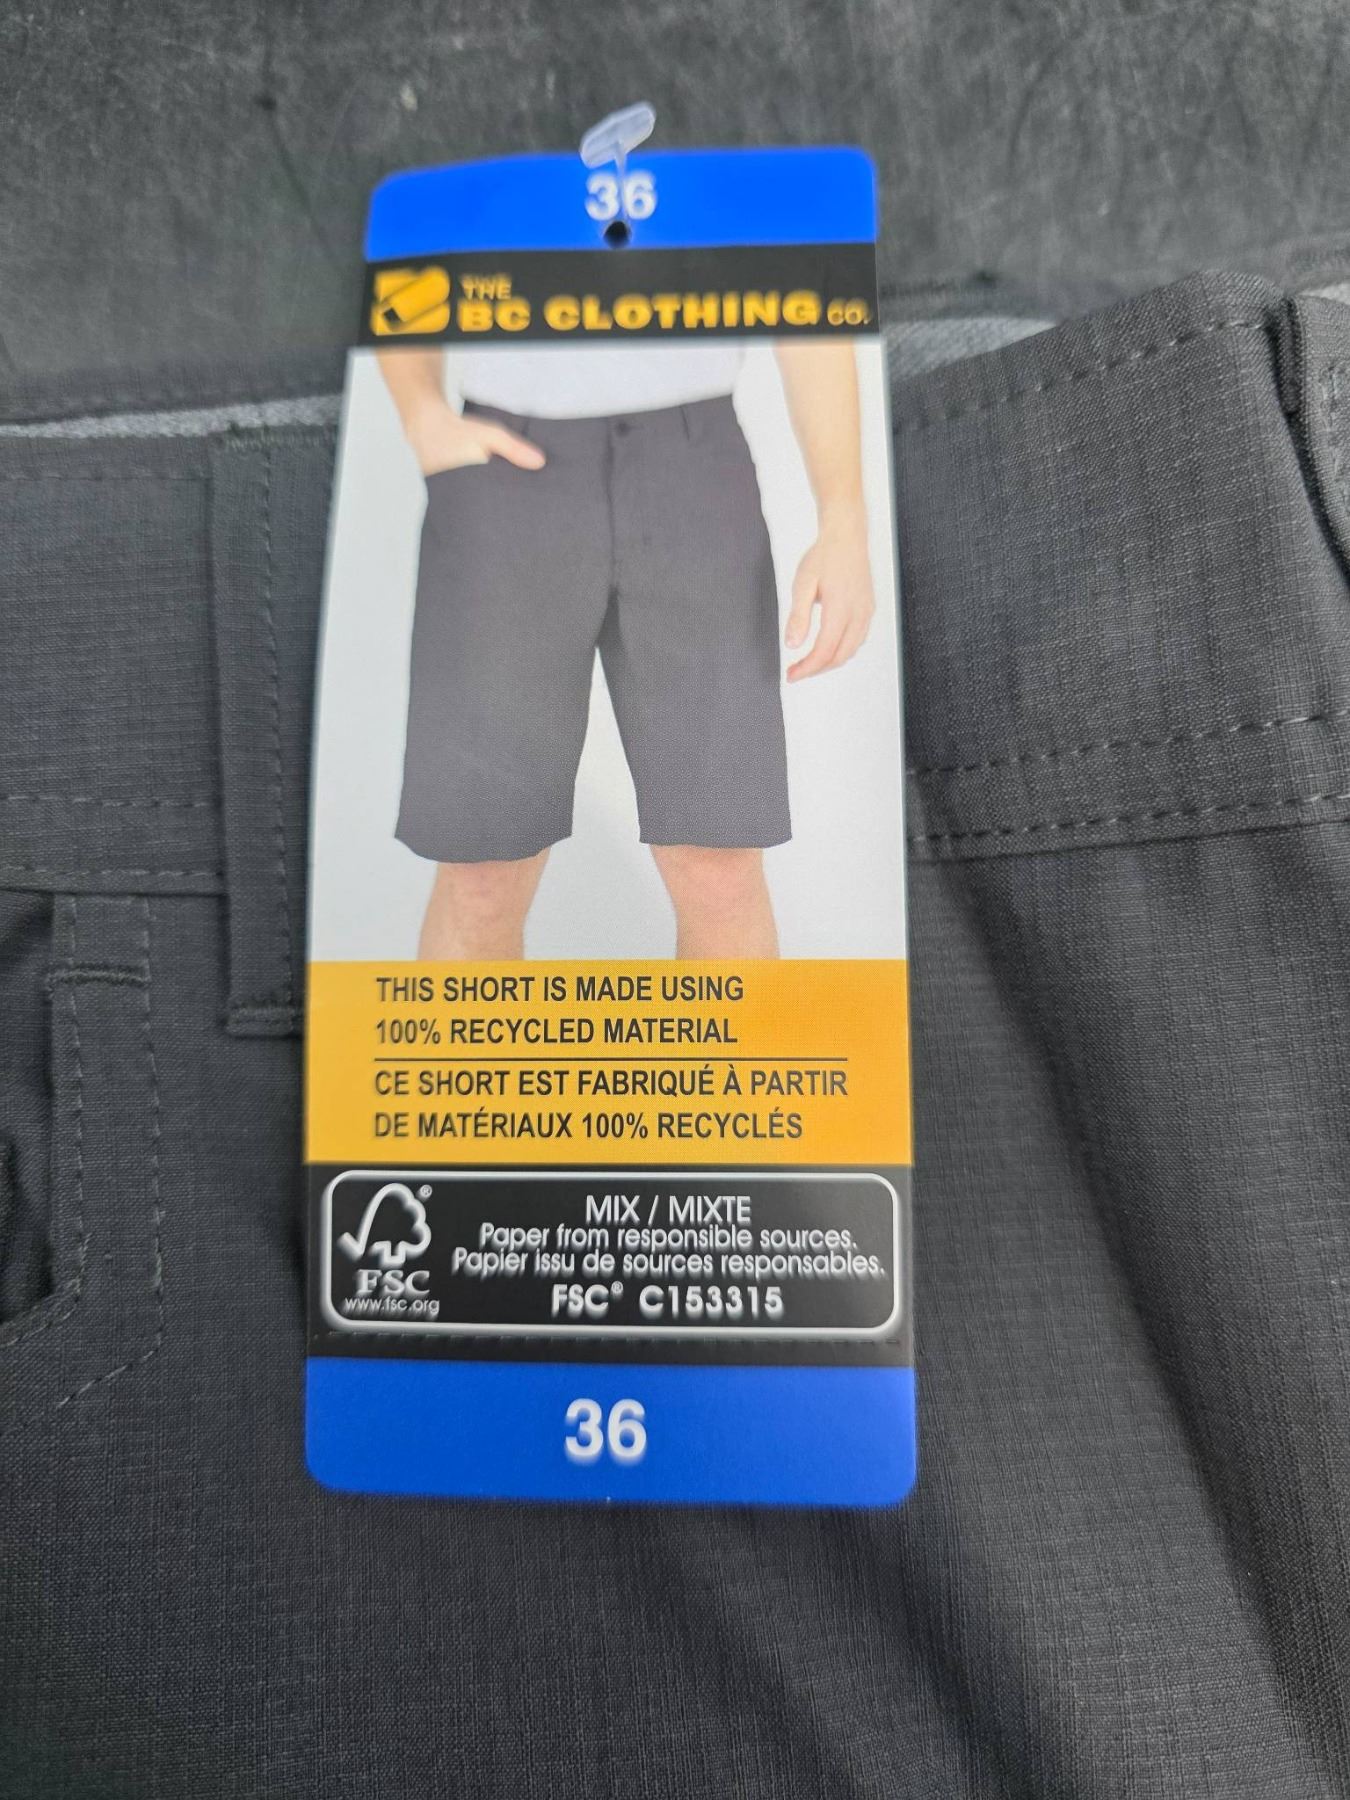 36
THE
BC CLOTHING CO.
THIS SHORT IS MADE USING
100% RECYCLED MATERIAL
CE SHORT EST FABRIQUÉ À PARTIR
DE MATÉRIAUX 100% RECYCLÉS
®
FSC
www.fsc.org
MIX / MIXTE
Paper from responsible sources.
Papier issu de sources responsables.
FSC® C153315
36